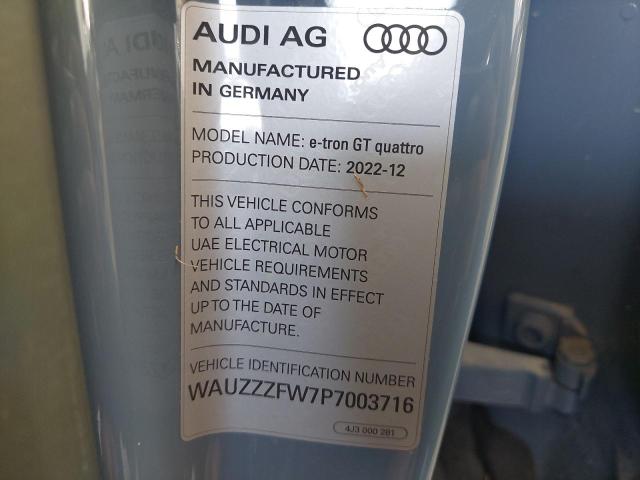 AUDI AG
MANUFACTURED
IN GERMANY
MODEL NAME: e-tron GT quattro
PRODUCTION DATE: 2022-12
THIS VEHICLE CONFORMS
TO ALL APPLICABLE
UAE ELECTRICAL MOTOR
VEHICLE REQUIREMENTS
AND STANDARDS IN EFFECT
UP TO THE DATE OF
MANUFACTURE.
VEHICLE IDENTIFICATION NUMBER
WAUZZZFW7P7003716
4J3 000 281